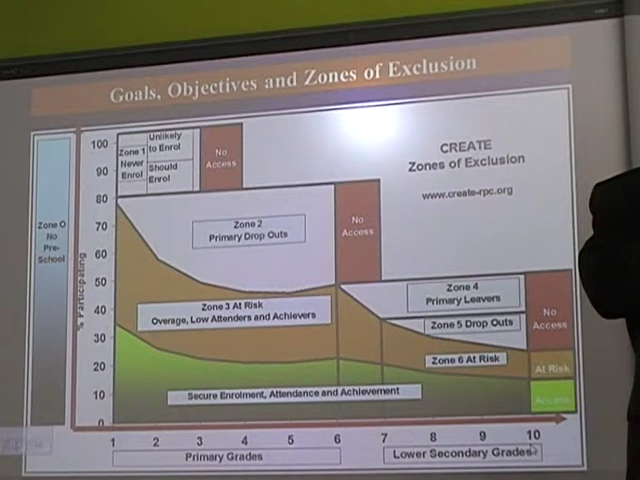 Goals, Objectives and Zones of Exclusion
Zone 0
No
Pre-
School
% Participating
100
90
80
70
60
50
40
30
20
10
0
Zone 1
Never
Enrol
Unlikely
to Enrol
Should
Enrol
No
Access
CREATE
Zones of Exclusion
www.create-rpc.org
Zone 2
Primary Drop Outs
No
Access
Zone 3 At Risk
Overage, Low Attenders and Achievers
Zone 4
Primary Leavers
Zone 5 Drop Outs
Zone 6 At Risk
No
Access
At Risk
Access
Secure Enrolment, Attendance and Achievement
1 2 3 4 5 6 7 8 9 10
Primary Grades
Lower Secondary Grades